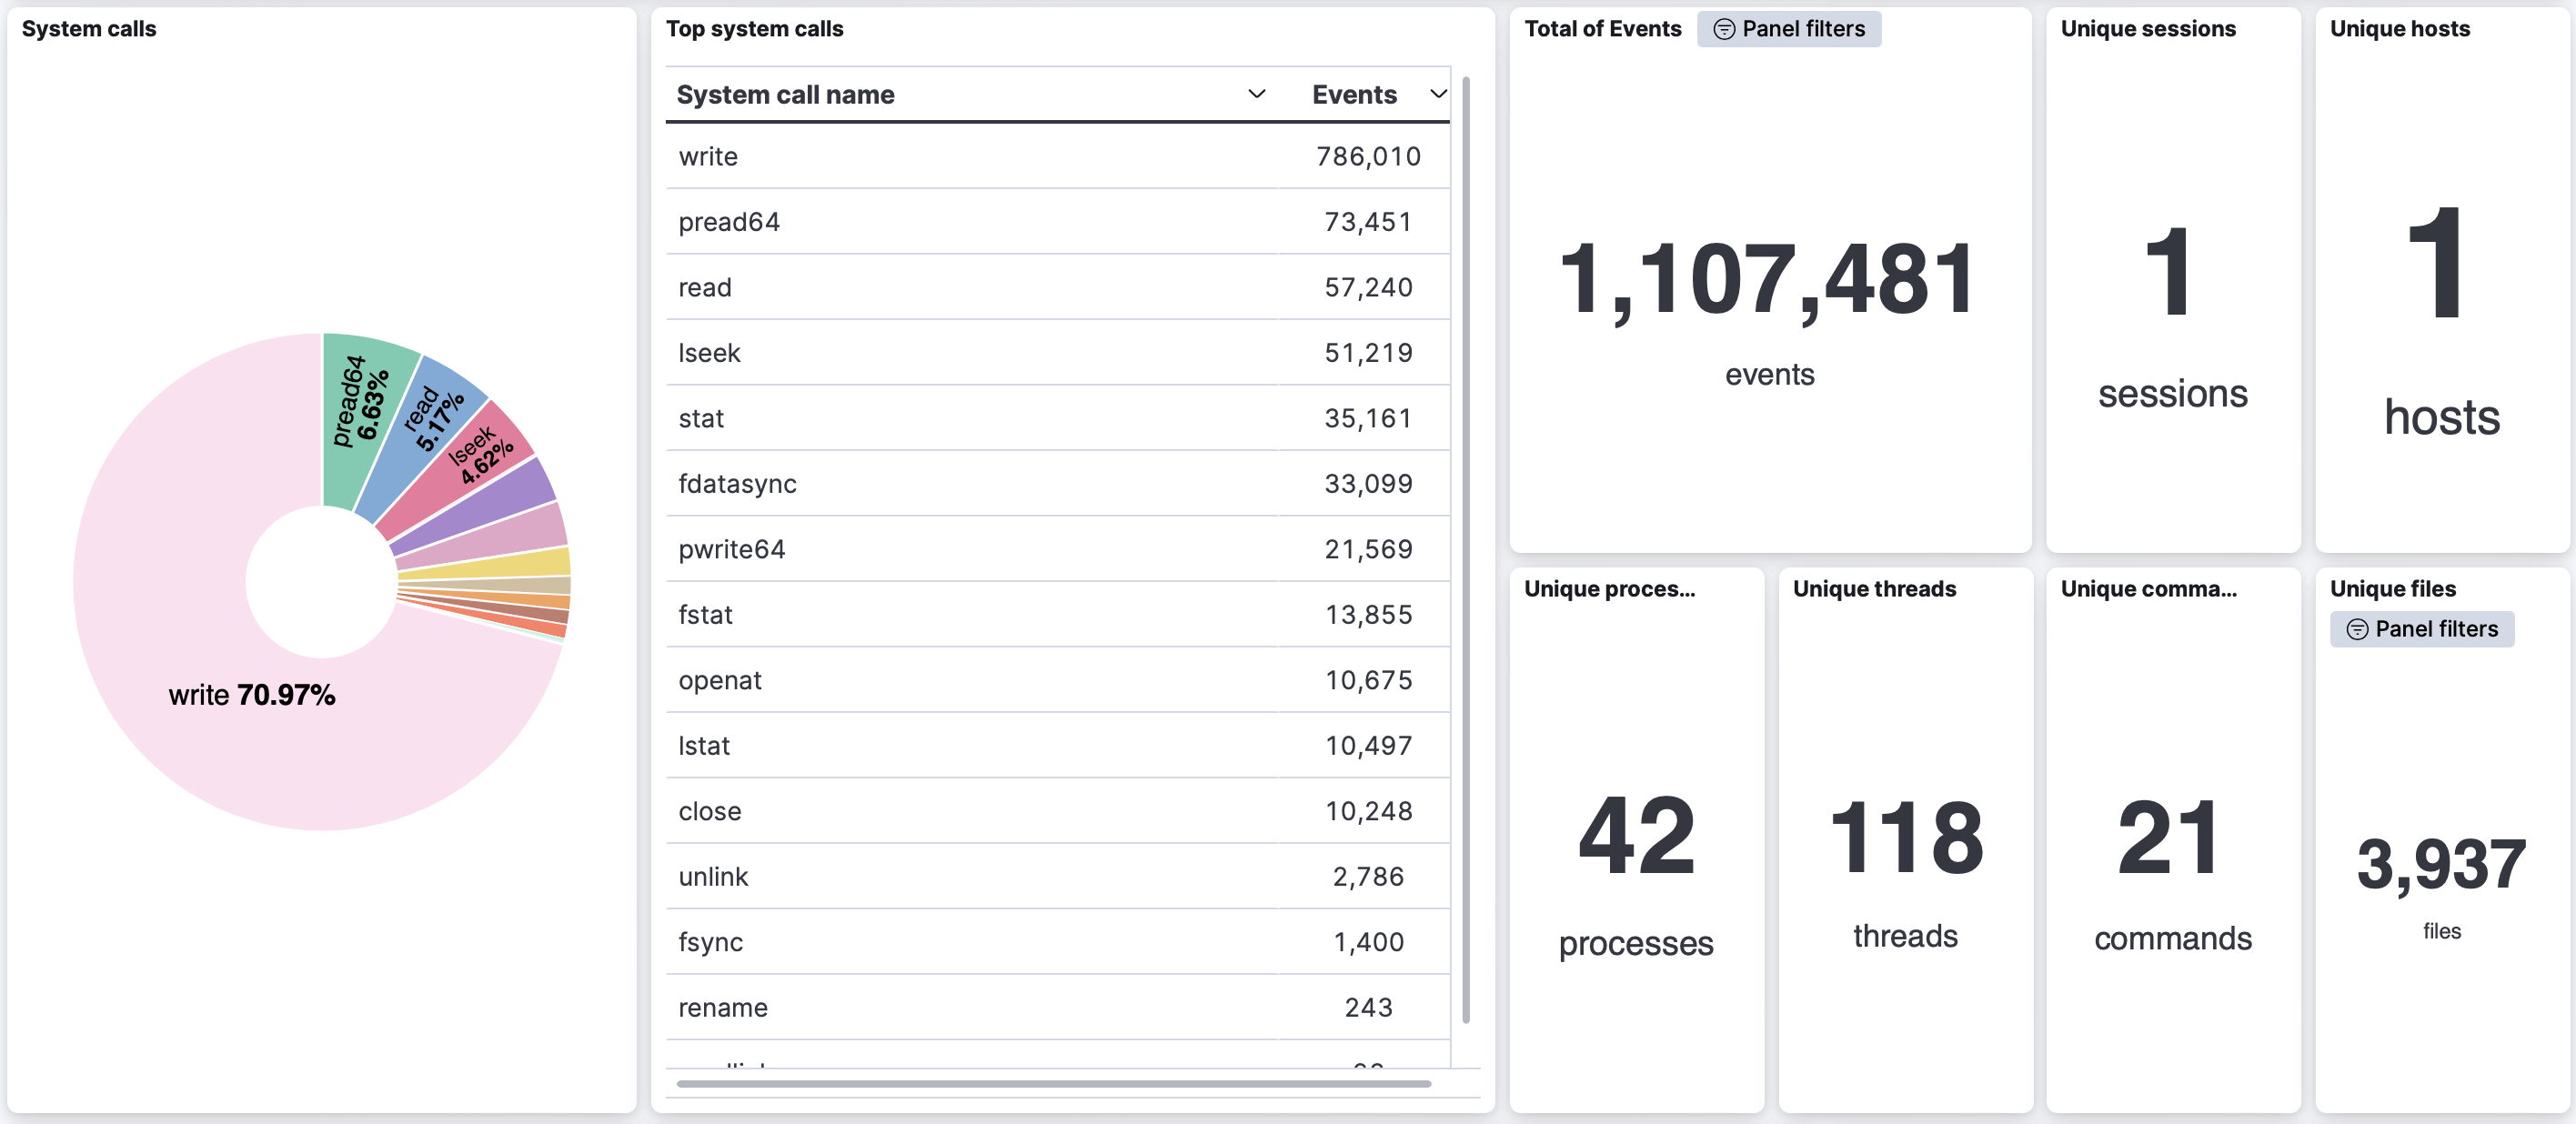 System calls
pread64
6.63%
read
5.17%
lseek
4.62%
write 70.97%
Top system calls
System call name Events
write 786,010
pread64 73,451
read 57,240
lseek 51,219
stat 35,161
fdatasync 33,099
pwrite64 21,569
fstat 13,855
openat 10,675
lstat 10,497
close 10,248
unlink 2,786
fsync 1,400
rename 243
Total of Events Panel filters
1,107,481
events
Unique sessions
1
sessions
Unique hosts
1
hosts
Unique proces...
42
processes
Unique threads
118
threads
Unique comma...
21
commands
Unique files
Panel filters
3,937
files